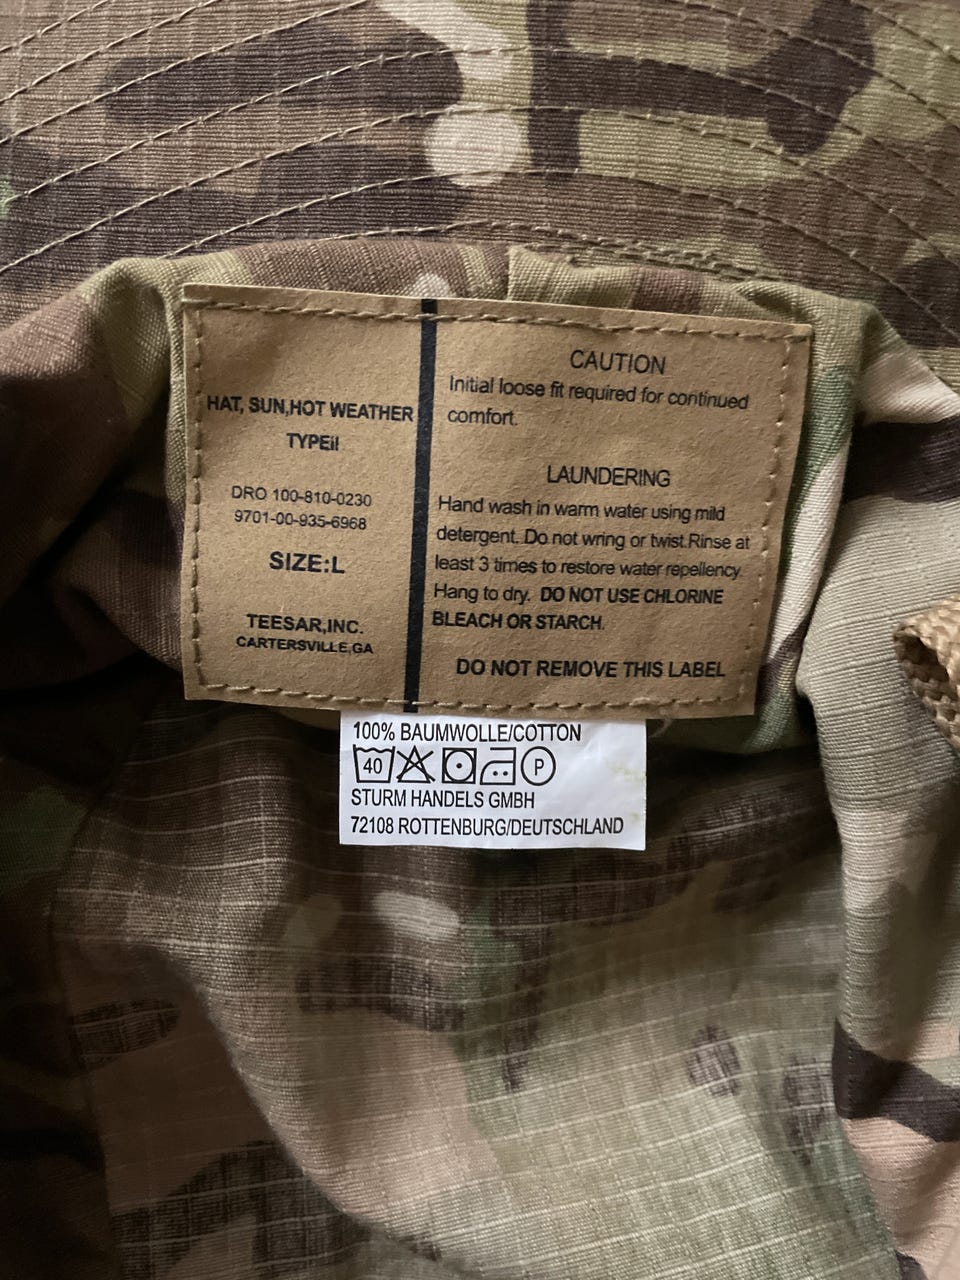 HAT, SUN,HOT WEATHER
TYPEii
DRO 100-810-0230
9701-00-935-6968
SIZE:L
TEESAR,INC.
CARTERSVILLE,GA
CAUTION
Initial loose fit required for continued
comfort.
LAUNDERING
Hand wash in warm water using mild
detergent. Do not wring or twist.Rinse at
least 3 times to restore water repellency.
Hang to dry. DO NOT USE CHLORINE
BLEACH OR STARCH.
DO NOT REMOVE THIS LABEL
100% BAUMWOLLE/COTTON
40 P
STURM HANDELS GMBH
72108 ROTTENBURG/DEUTSCHLAND